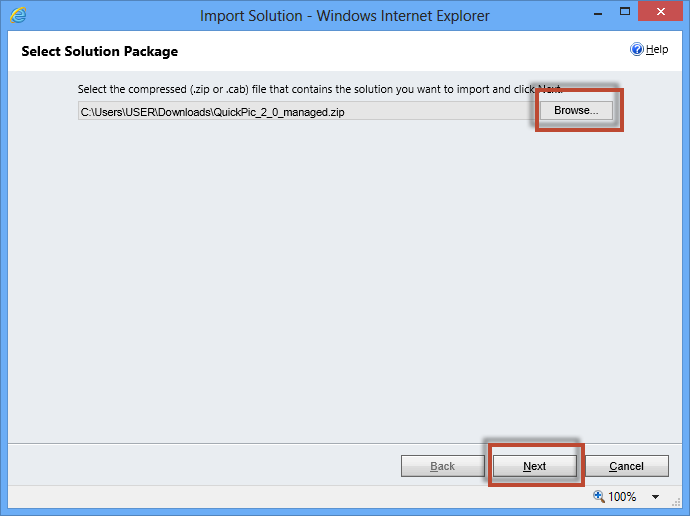 Import Solution - Windows Internet Explorer
Select Solution Package
Help
Select the compressed (.zip or .cab) file that contains the solution you want to import and click Next.
C:\Users\USER\Downloads\QuickPic_2_0_managed.zip
Browse...
Back
Next
Cancel
100%